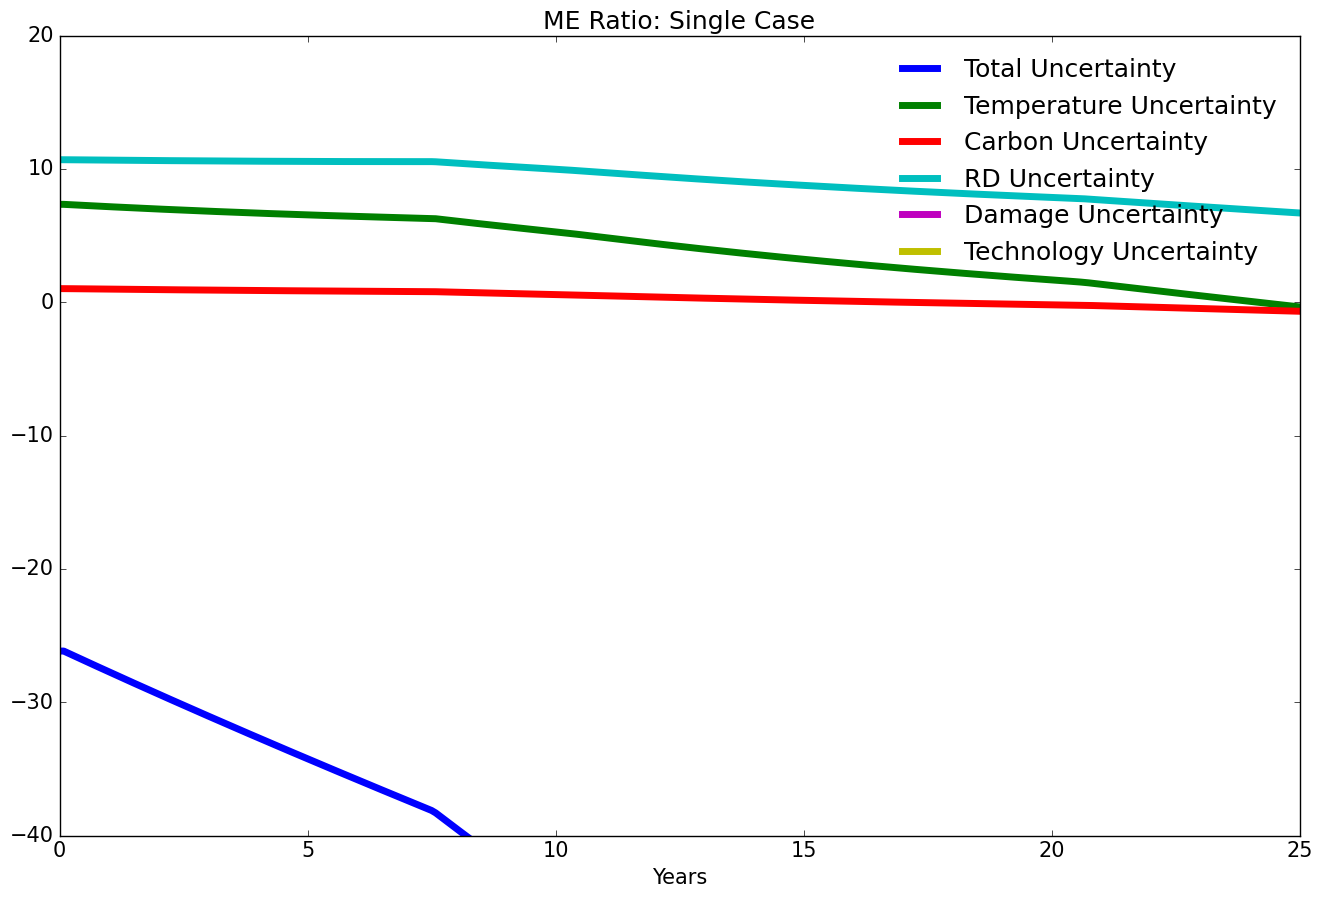 ME Ratio: Single Case
20
10
0
−10
−20
−30
−40
Total Uncertainty
Temperature Uncertainty
Carbon Uncertainty
RD Uncertainty
Damage Uncertainty
Technology Uncertainty
0 5 10 15 20 25
Years